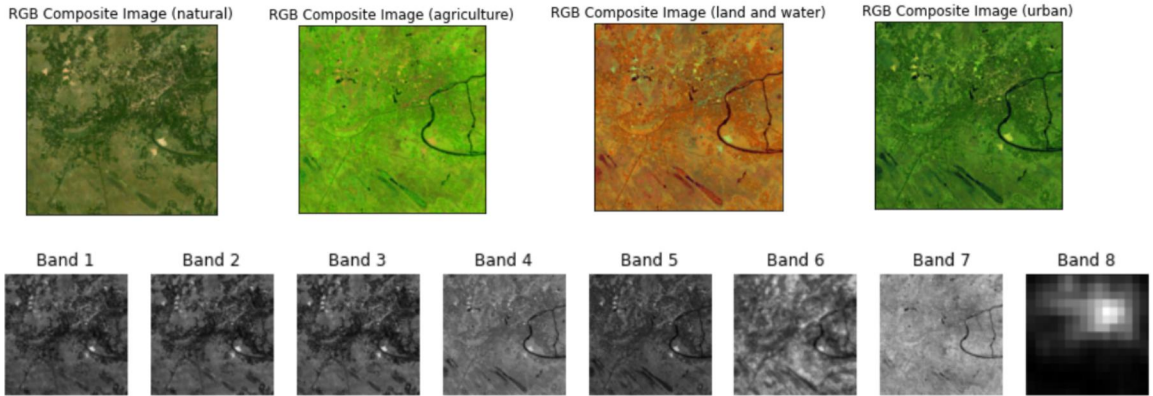 RGB Composite Image (natural)
RGB Composite Image (agriculture)
RGB Composite Image (land and water)
RGB Composite Image (urban)
Band 1
Band 2
Band 3
Band 4
Band 5
Band 6
Band 7
Band 8